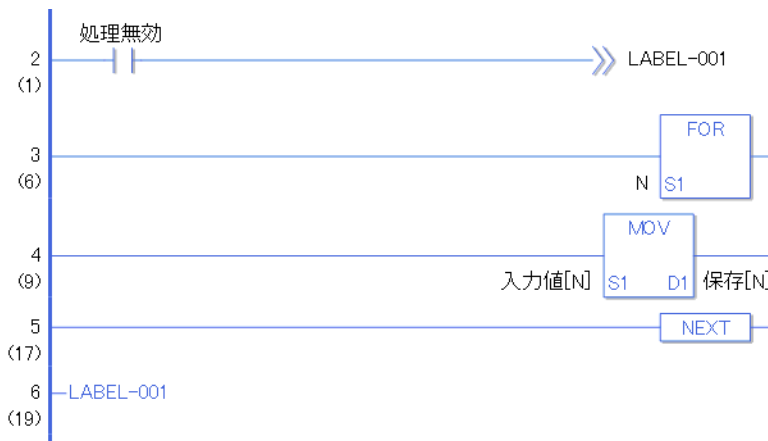 処理無効
2
(1)
LABEL-001
FOR
3
(6)
N S1
MOV
4
(9)
入力値[N] S1 D1 保存[N]
5
(17)
NEXT
6
(19)
LABEL-001